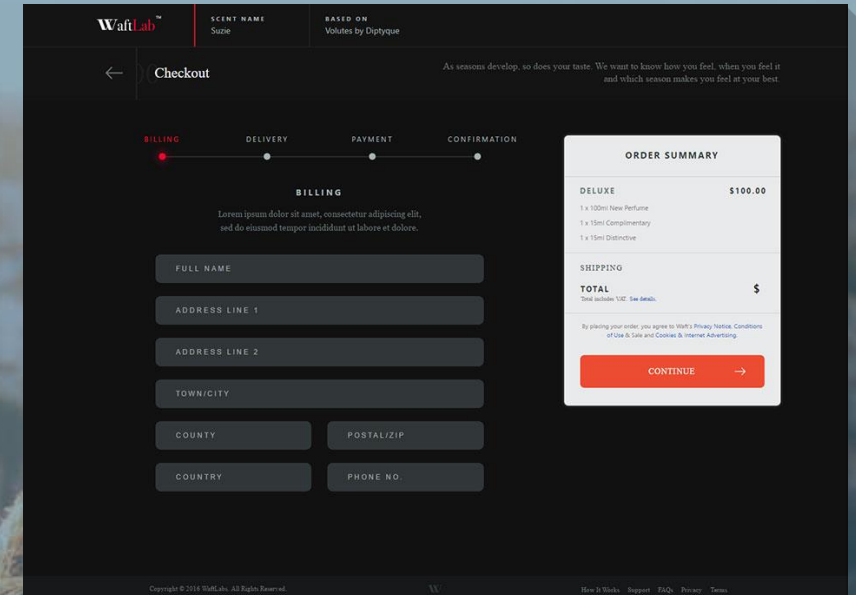 WaftLab™
SCENT NAME
Suzie
BASED ON
Volutes by Diptyque
Checkout
As seasons develop, so does your taste. We want to know how you feel, when you feel it
and which season makes you feel at your best.
BILLING
DELIVERY
PAYMENT
CONFIRMATION
BILLING
Lorem ipsum dolor sit amet, consectetur adipiscing elit,
sed do eiusmod tempor incididunt ut labore et dolore.
FULL NAME
ADDRESS LINE 1
ADDRESS LINE 2
TOWN/CITY
COUNTY
POSTAL/ZIP
COUNTRY
PHONE NO.
ORDER SUMMARY
DELUXE $100.00
1 x 100ml New Perfume
1 x 15ml Complimentary
1 x 15ml Distinctive
SHIPPING
TOTAL $
Total includes VAT. See details.
By placing your order, you agree to Waft's Privacy Notice, Conditions
of Use & Sale and Cookies & Internet Advertising.
CONTINUE
Copyright © 2016 WaftLabs. All Rights Reserved.
W
How It Works Support FAQs Privacy Terms